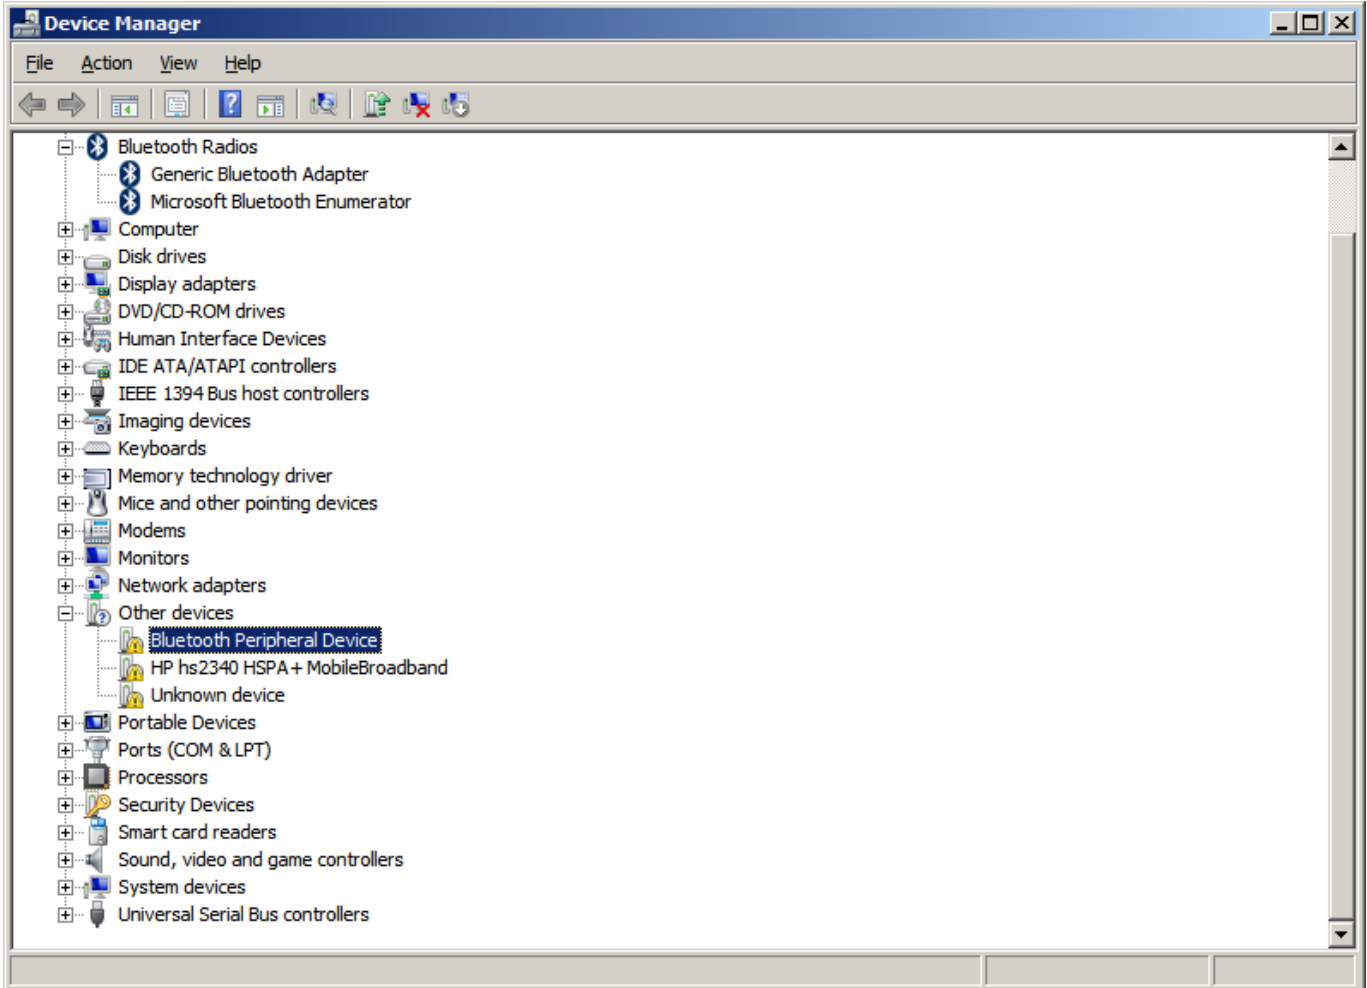 Device Manager
File Action View Help
Bluetooth Radios
Generic Bluetooth Adapter
Microsoft Bluetooth Enumerator
Computer
Disk drives
Display adapters
DVD/CD-ROM drives
Human Interface Devices
IDE ATA/ATAPI controllers
IEEE 1394 Bus host controllers
Imaging devices
Keyboards
Memory technology driver
Mice and other pointing devices
Modems
Monitors
Network adapters
Other devices
Bluetooth Peripheral Device
HP hs2340 HSPA+ MobileBroadband
Unknown device
Portable Devices
Ports (COM & LPT)
Processors
Security Devices
Smart card readers
Sound, video and game controllers
System devices
Universal Serial Bus controllers